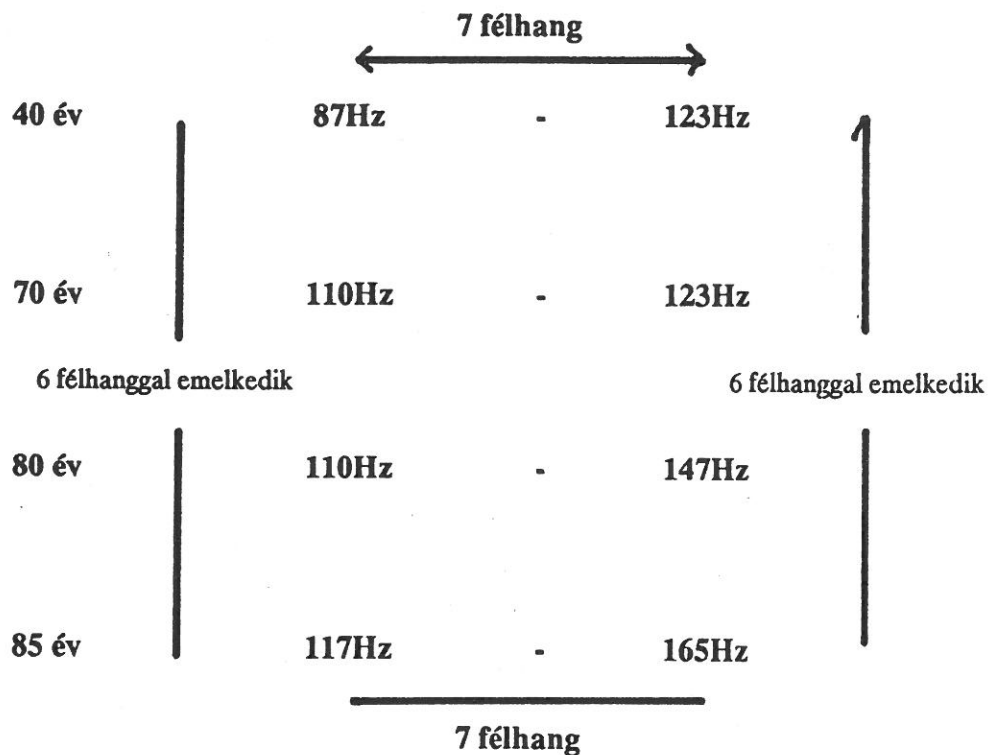 7 félhang
40 év 87Hz - 123Hz
70 év 110Hz - 123Hz
6 félhanggal emelkedik 6 félhanggal emelkedik
80 év 110Hz - 147Hz
85 év 117Hz - 165Hz
7 félhang